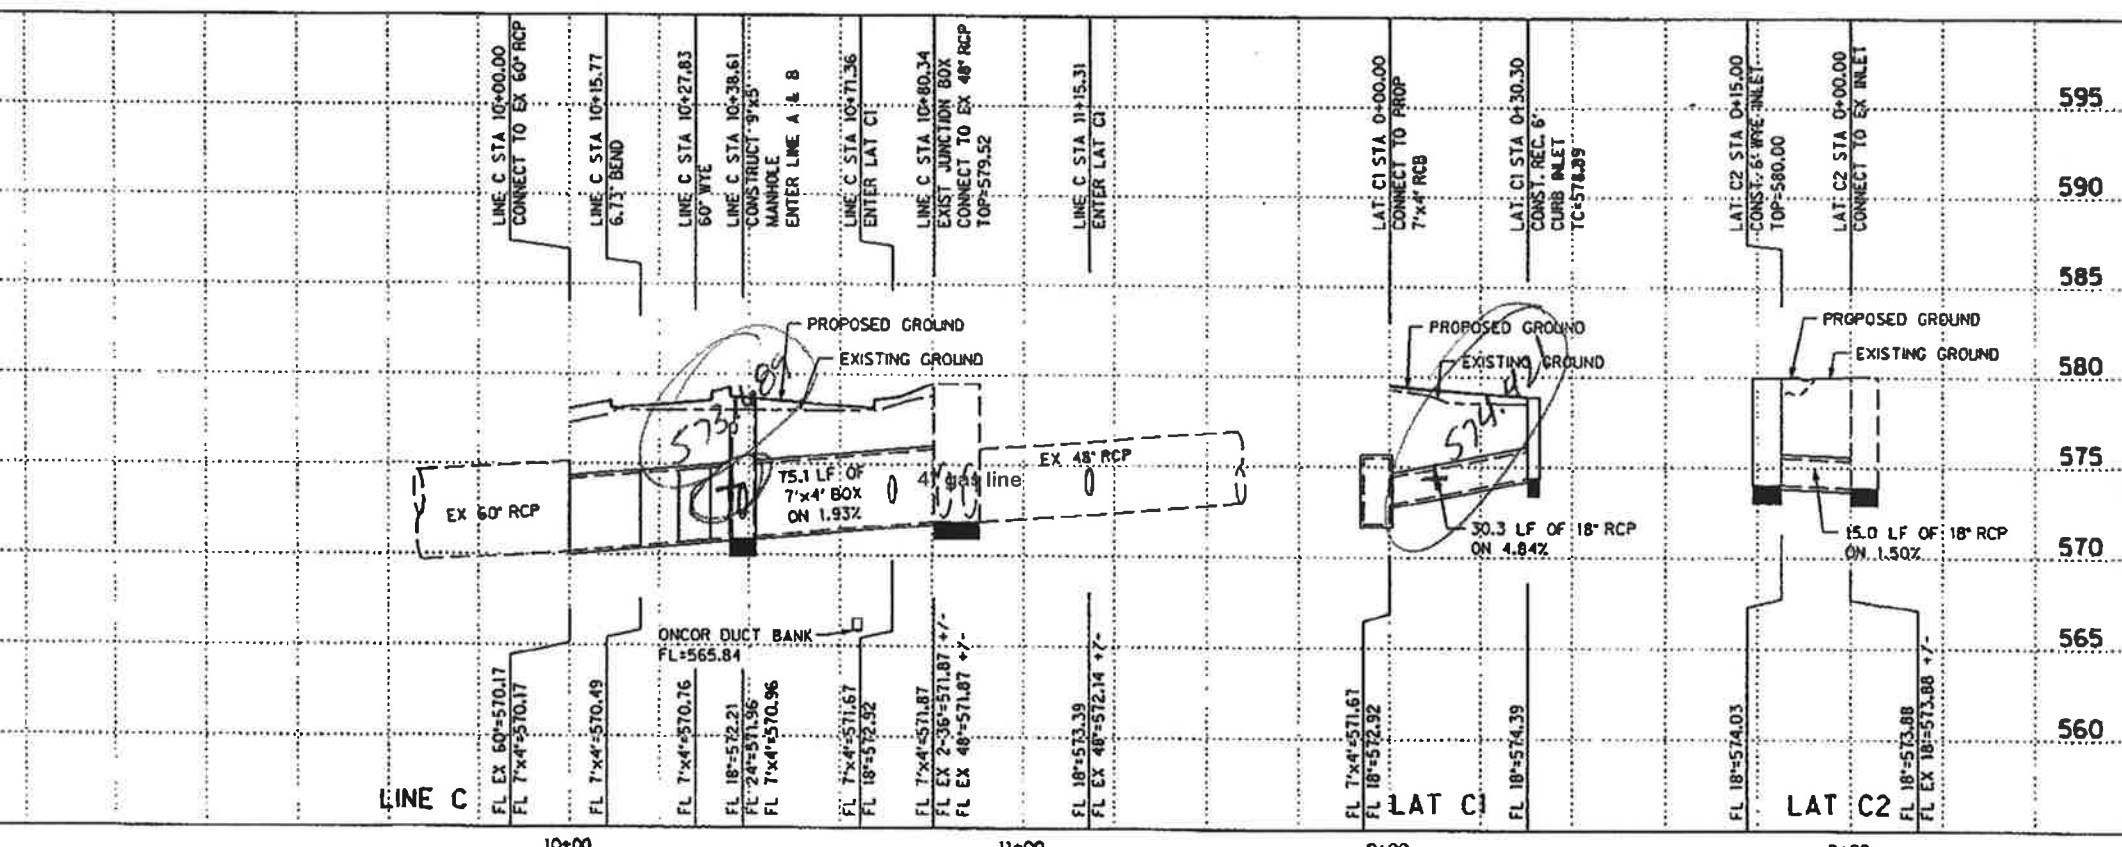 LINE C STA 10+00.00
CONNECT TO EX 60" RCP
LINE C STA 10+15.77
6.73° BEND
LINE C STA 10+27.83
60° WYE
LINE C STA 10+38.61
CONSTRUCT 9'x5'
MANHOLE
ENTER LINE A & B
LINE C STA 10+71.36
ENTER LAT C1
LINE C STA 10+80.34
EXIST JUNCTION BOX
CONNECT TO EX 48" RCP
TOP=579.52
LINE C STA 11+15.31
ENTER LAT C1
LAT C1 STA 0+00.00
CONNECT TO PROP
7'x4' RCB
LAT C1 STA 0+30.30
CONST. REC. 6'
CURB INLET
TC=578.89
LAT C2 STA 0+15.00
CONST. 6' WYE INLET
TOP=580.00
LAT C2 STA 0+00.00
CONNECT TO EX INLET
595
590
585
580
575
570
565
560
PROPOSED GROUND
EXISTING GROUND
PROPOSED GROUND
EXISTING GROUND
PROPOSED GROUND
EXISTING GROUND
574.49
EX 60" RCP
75.1 LF OF
7'x4' BOX
ON 1.93%
4" gas line
EX 48" RCP
30.3 LF OF 18" RCP
ON 4.84%
15.0 LF OF 18" RCP
ON 1.50%
ONCOR DUCT BANK
FL=565.84
FL EX 60"=570.17
FL 7'x4'=570.17
FL 7'x4'=570.49
FL 7'x4'=570.76
FL 18"=572.21
FL 24"=571.96
FL 7'x4'=570.96
FL 7'x4'=571.67
FL 18"=572.92
FL 7'x4'=571.87
FL EX 2-36"=571.87 +/-
FL EX 48"=571.87 +/-
FL 18"=573.39
FL EX 48"=572.14 +/-
FL 7'x4'=571.67
FL 18"=572.92
FL 18"=574.39
FL 18"=574.03
FL 18"=573.88
FL EX 18"=573.88 +/-
LINE C
LAT C1
LAT C2
10+00
11+00